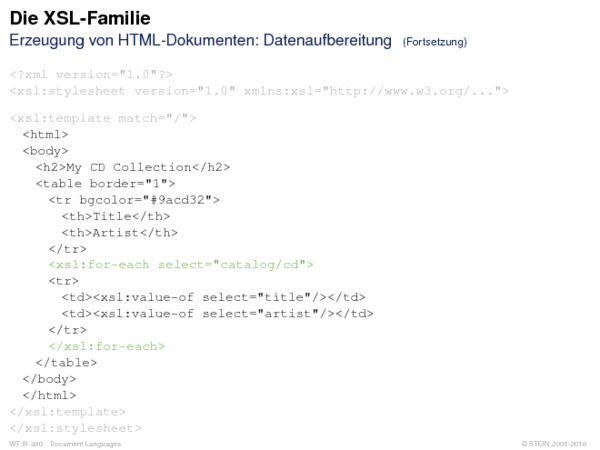 Die XSL-Familie
Erzeugung von HTML-Dokumenten: Datenaufbereitung (Fortsetzung)
<?xml version="1.0"?>
<xsl:stylesheet version="1.0" xmlns:xsl="http://www.w3.org/...">
<xsl:template match="/">
<html>
<body>
<h2>My CD Collection</h2>
<table border="1">
<tr bgcolor="#9acd32">
<th>Title</th>
<th>Artist</th>
</tr>
<xsl:for-each select="catalog/cd">
<tr>
<td><xsl:value-of select="title"/></td>
<td><xsl:value-of select="artist"/></td>
</tr>
</xsl:for-each>
</table>
</body>
</html>
</xsl:template>
</xsl:stylesheet>
WT:III-380 Document Languages © STEIN 2005-2018